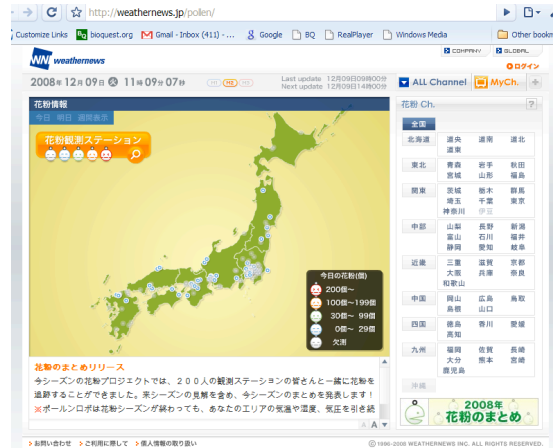 http://weathernews.jp/pollen/
Customize Links
bioquest.org
Gmail - Inbox (411) - ...
Google
BQ
RealPlayer
Windows Media
Other bookm
WNI weathernews
COMPANY
GLOBAL
ログイン
2008年 12月 09日 火 11時 09分 07秒
H1 H2 H3
Last update 12月09日09時00分
Next update 12月09日14時00分
ALL Channel
MyCh.
花粉情報
今日 明日 週間表示
花粉観測ステーション
今日の花粉(個)
200個~
100個~199個
30個~ 99個
0個~ 29個
欠測
花粉のまとめリリース
今シーズンの花粉プロジェクトでは、２００人の観測ステーションの皆さんと一緒に花粉を
追跡することができました。来シーズンの見解を含め、今シーズンのまとめを発表します！
※ポールンロボは花粉シーズンが終わっても、あなたのエリアの気温や湿度、気圧を引き続
A A
花粉 Ch.
?
全国
北海道 道央 道南 道北
道東
東北 青森 岩手 秋田
宮城 山形 福島
関東 茨城 栃木 群馬
埼玉 千葉 東京
神奈川 伊豆
中部 山梨 長野 新潟
富山 石川 福井
静岡 愛知 岐阜
近畿 三重 滋賀 京都
大阪 兵庫 奈良
和歌山
中国 岡山 広島 鳥取
島根 山口
四国 徳島 香川 愛媛
高知
九州 福岡 佐賀 長崎
大分 熊本 宮崎
鹿児島
沖縄
2008年
花粉のまとめ
お問い合わせ
ご利用に際して
個人情報の取り扱い
© 1996-2008 WEATHERNEWS INC. ALL RIGHTS RESERVED.